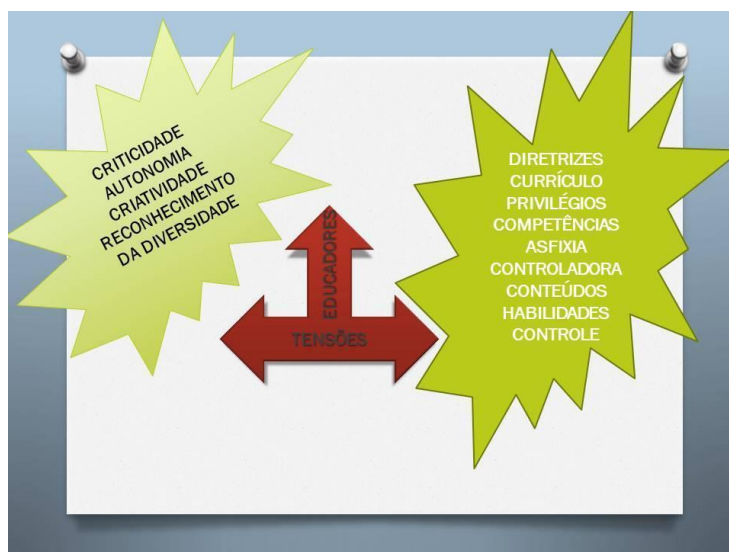 CRITICIDADE
AUTONOMIA
CRIATIVIDADE
RECONHECIMENTO
DA DIVERSIDADE
EDUCADORES
TENSÕES
DIRETRIZES
CURRÍCULO
PRIVILÉGIOS
COMPETÊNCIAS
ASFIXIA
CONTROLADORA
CONTEÚDOS
HABILIDADES
CONTROLE